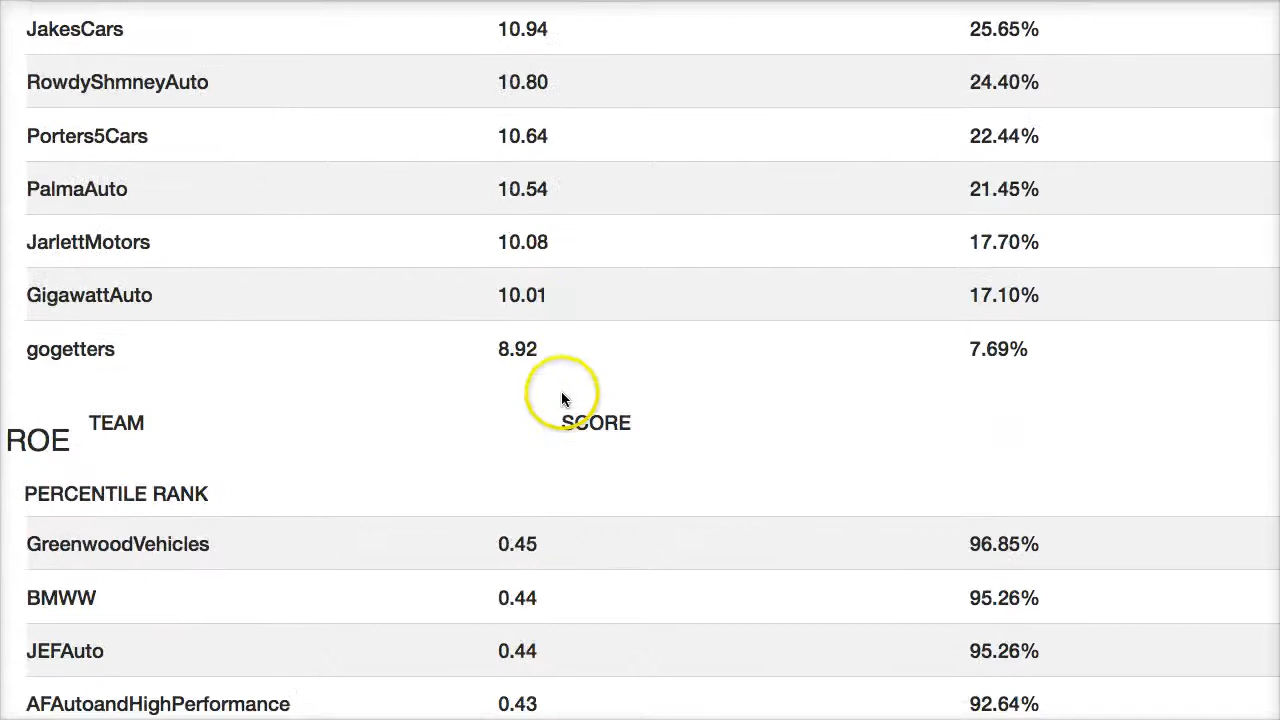 JakesCars 10.94 25.65%
RowdyShmneyAuto 10.80 24.40%
Porters5Cars 10.64 22.44%
PalmaAuto 10.54 21.45%
JarlettMotors 10.08 17.70%
GigawattAuto 10.01 17.10%
gogetters 8.92 7.69%
TEAM SCORE
ROE
PERCENTILE RANK
GreenwoodVehicles 0.45 96.85%
BMWW 0.44 95.26%
JEFAuto 0.44 95.26%
AFAutoandHighPerformance 0.43 92.64%